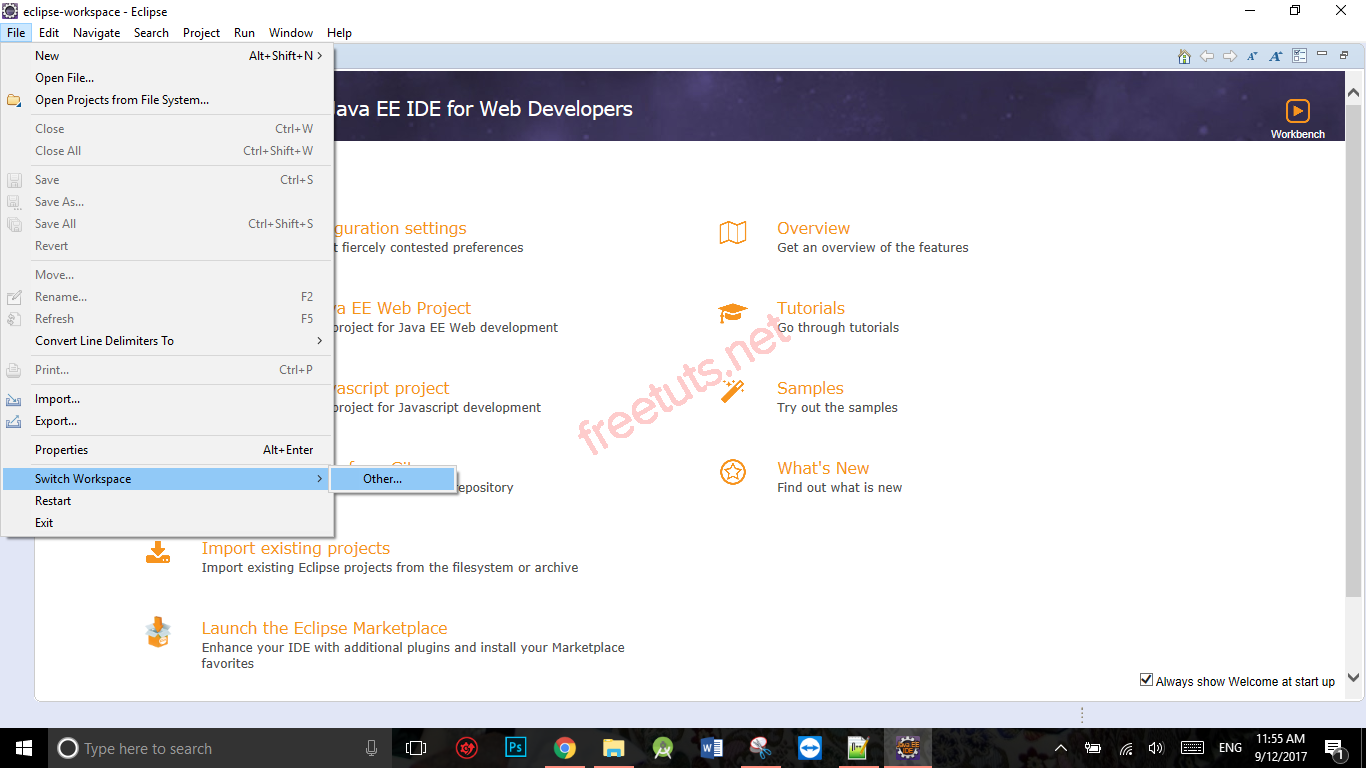 eclipse-workspace - Eclipse
File Edit Navigate Search Project Run Window Help
New Alt+Shift+N
Open File...
Open Projects from File System...
Close Ctrl+W
Close All Ctrl+Shift+W
Save Ctrl+S
Save As...
Save All Ctrl+Shift+S
Revert
Move...
Rename... F2
Refresh F5
Convert Line Delimiters To
Print... Ctrl+P
Import...
Export...
Properties Alt+Enter
Switch Workspace
Other...
Restart
Exit
Java EE IDE for Web Developers
Workbench
guration settings
t fiercely contested preferences
va EE Web Project
project for Java EE Web development
vascript project
project for Javascript development
epository
Import existing projects
Import existing Eclipse projects from the filesystem or archive
Launch the Eclipse Marketplace
Enhance your IDE with additional plugins and install your Marketplace
favorites
Overview
Get an overview of the features
Tutorials
Go through tutorials
Samples
Try out the samples
What's New
Find out what is new
freetuts.net
Always show Welcome at start up
Type here to search
Ps
JAVA EE
IDE
ENG
11:55 AM
9/12/2017
1